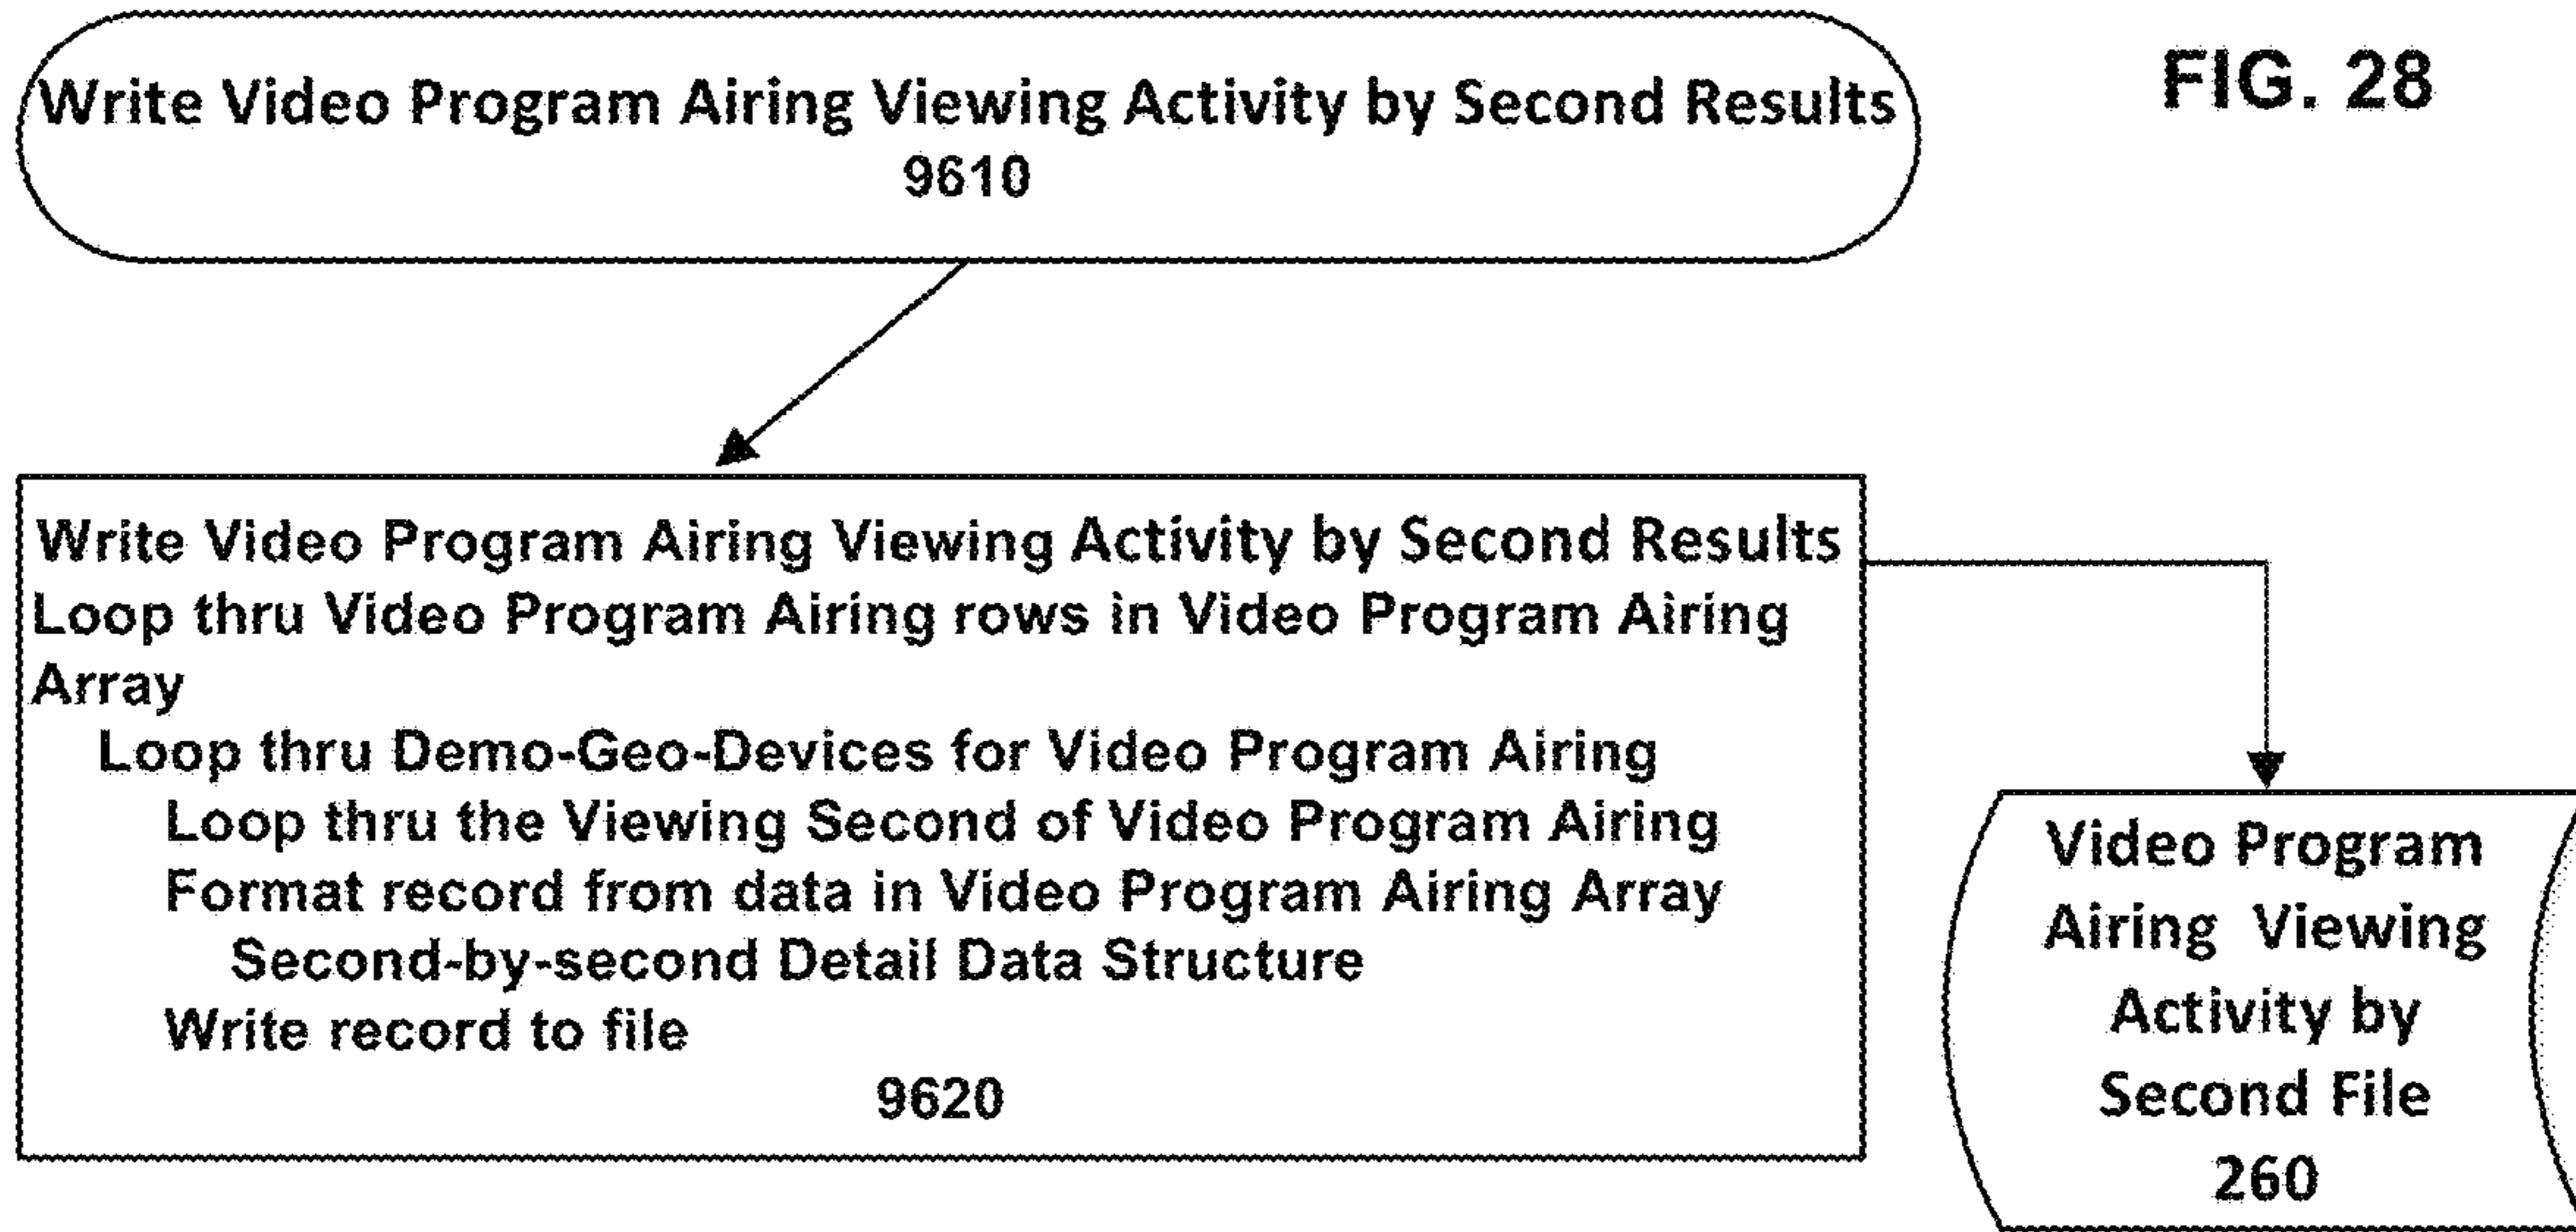 Write Video Program Airing Viewing Activity by Second Results
9610
FIG. 28
Write Video Program Airing Viewing Activity by Second Results
Loop thru Video Program Airing rows in Video Program Airing
Array
Loop thru Demo-Geo-Devices for Video Program Airing
Loop thru the Viewing Second of Video Program Airing
Format record from data in Video Program Airing Array
Second-by-second Detail Data Structure
Write record to file
9620
Video Program
Airing Viewing
Activity by
Second File
260